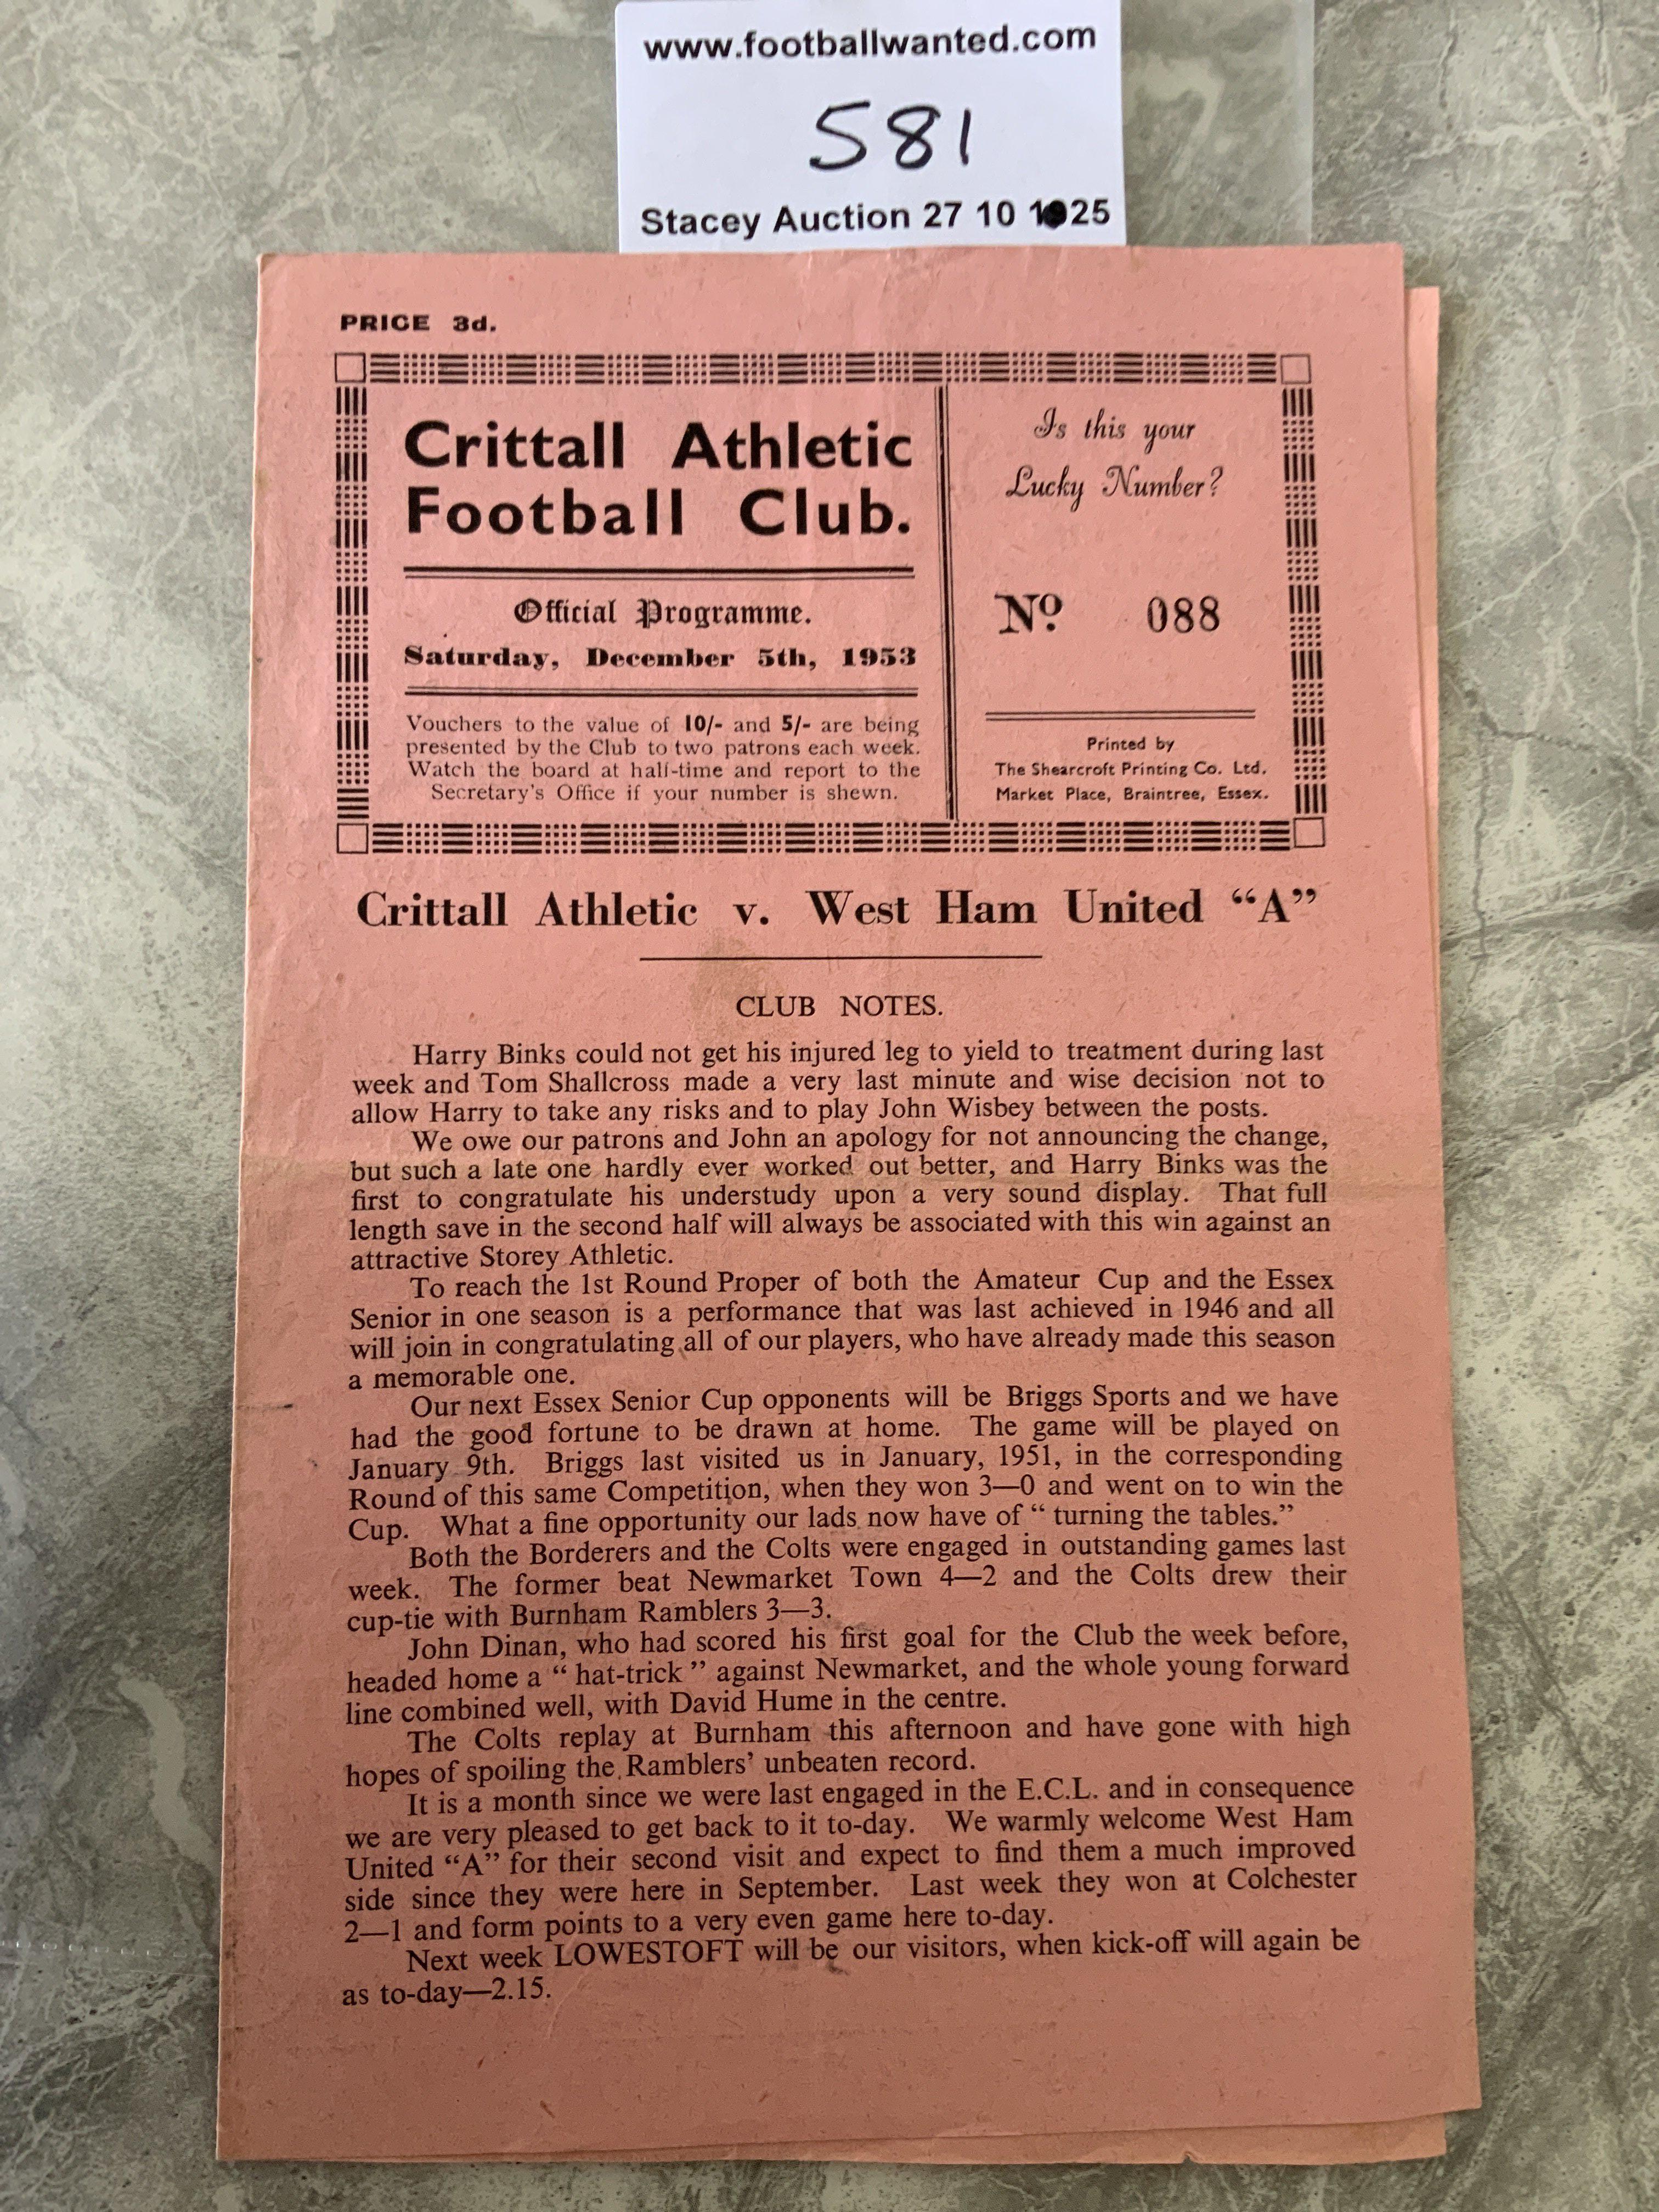 www.footballwanted.com
581
Stacey Auction 27 10 1925
PRICE 3d.
Crittall Athletic
Football Club.
Official Programme.
Saturday, December 5th, 1953
Vouchers to the value of 10/- and 5/- are being
presented by the Club to two patrons each week.
Watch the board at half-time and report to the
Secretary's Office if your number is shewn.
Is this your
Lucky Number?
No. 088
Printed by
The Shearcroft Printing Co. Ltd.
Market Place, Braintree, Essex.
Crittall Athletic v. West Ham United "A"
CLUB NOTES.
Harry Binks could not get his injured leg to yield to treatment during last
week and Tom Shallcross made a very last minute and wise decision not to
allow Harry to take any risks and to play John Wisbey between the posts.
We owe our patrons and John an apology for not announcing the change,
but such a late one hardly ever worked out better, and Harry Binks was the
first to congratulate his understudy upon a very sound display. That full
length save in the second half will always be associated with this win against an
attractive Storey Athletic.
To reach the 1st Round Proper of both the Amateur Cup and the Essex
Senior in one season is a performance that was last achieved in 1946 and all
will join in congratulating all of our players, who have already made this season
a memorable one.
Our next Essex Senior Cup opponents will be Briggs Sports and we have
had the good fortune to be drawn at home. The game will be played on
January 9th. Briggs last visited us in January, 1951, in the corresponding
Round of this same Competition, when they won 3—0 and went on to win the
Cup. What a fine opportunity our lads now have of " turning the tables."
Both the Borderers and the Colts were engaged in outstanding games last
week. The former beat Newmarket Town 4—2 and the Colts drew their
cup-tie with Burnham Ramblers 3—3.
John Dinan, who had scored his first goal for the Club the week before,
headed home a " hat-trick " against Newmarket, and the whole young forward
line combined well, with David Hume in the centre.
The Colts replay at Burnham this afternoon and have gone with high
hopes of spoiling the Ramblers' unbeaten record.
It is a month since we were last engaged in the E.C.L. and in consequence
we are very pleased to get back to it to-day. We warmly welcome West Ham
United "A" for their second visit and expect to find them a much improved
side since they were here in September. Last week they won at Colchester
2—1 and form points to a very even game here to-day.
Next week LOWESTOFT will be our visitors, when kick-off will again be
as to-day—2.15.